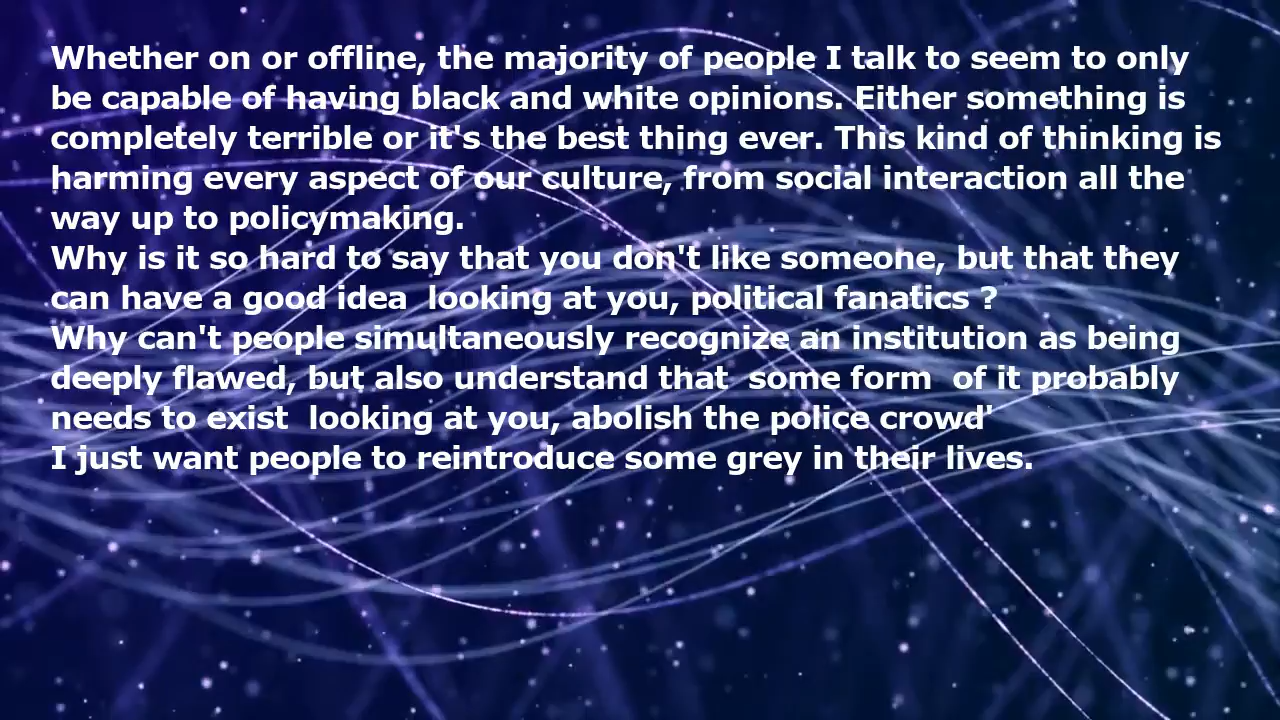 Whether on or offline, the majority of people I talk to seem to only
be capable of having black and white opinions. Either something is
completely terrible or it's the best thing ever. This kind of thinking is
harming every aspect of our culture, from social interaction all the
way up to policymaking.
Why is it so hard to say that you don't like someone, but that they
can have a good idea  looking at you, political fanatics ?
Why can't people simultaneously recognize an institution as being
deeply flawed, but also understand that  some form  of it probably
needs to exist  looking at you, abolish the police crowd'
I just want people to reintroduce some grey in their lives.